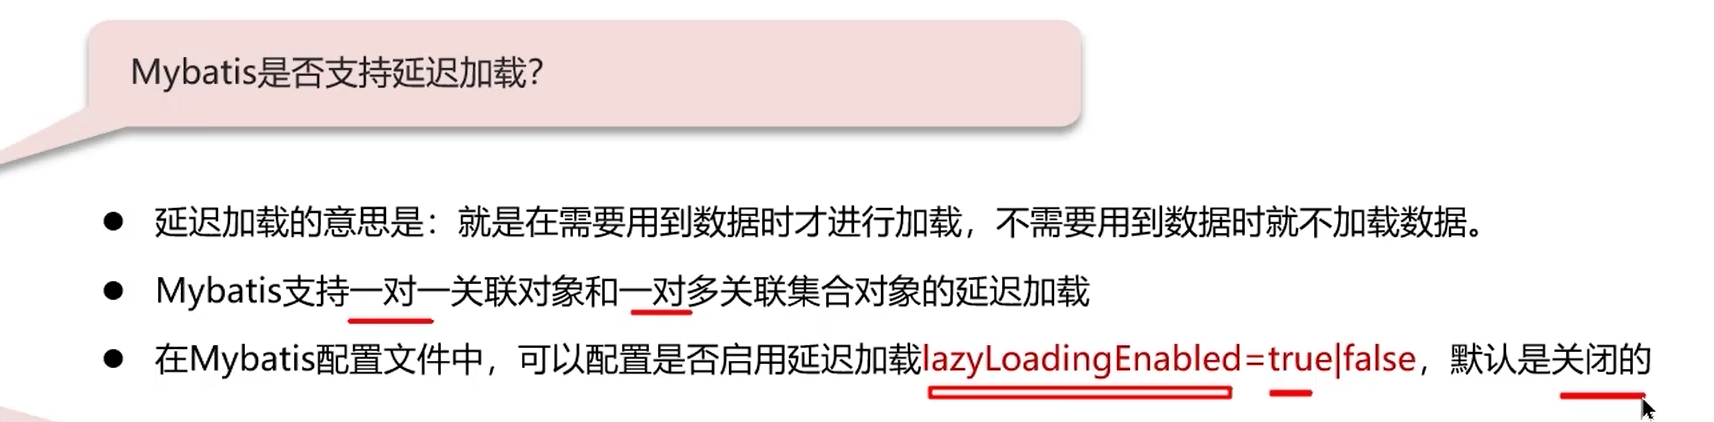 Mybatis是否支持延迟加载？
● 延迟加载的意思是：就是在需要用到数据时才进行加载，不需要用到数据时就不加载数据。
● Mybatis支持一对一关联对象和一对多关联集合对象的延迟加载
● 在Mybatis配置文件中，可以配置是否启用延迟加载lazyLoadingEnabled=true|false，默认是关闭的